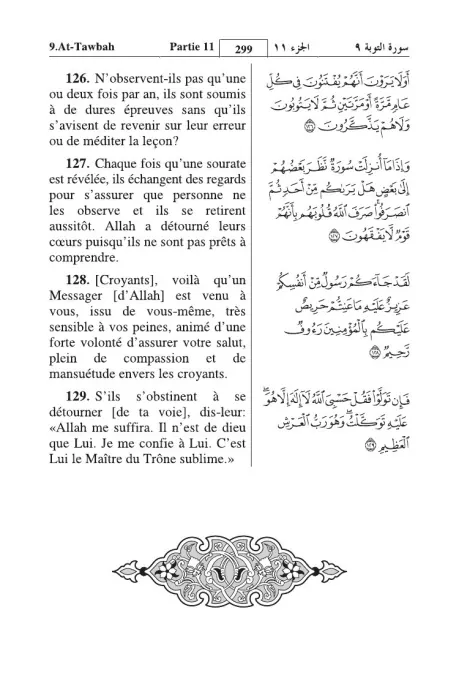 9.At-Tawbah Partie 11 299 الجزء ١١ سورة التوبة ٩
126. N’observent-ils pas qu’une
ou deux fois par an, ils sont soumis
à de dures épreuves sans qu’ils
s’avisent de revenir sur leur erreur
ou de méditer la leçon?
127. Chaque fois qu’une sourate
est révélée, ils échangent des regards
pour s’assurer que personne ne
les observe et ils se retirent
aussitôt. Allah a détourné leurs
cœurs puisqu’ils ne sont pas prêts à
comprendre.
128. [Croyants], voilà qu’un
Messager [d’Allah] est venu à
vous, issu de vous-même, très
sensible à vos peines, animé d’une
forte volonté d’assurer votre salut,
plein de compassion et de
mansuétude envers les croyants.
129. S’ils s’obstinent à se
détourner [de ta voie], dis-leur:
«Allah me suffira. Il n’est de dieu
que Lui. Je me confie à Lui. C’est
Lui le Maître du Trône sublime.»
أَوَلَا يَرَوْنَ أَنَّهُمْ يُفْتَنُونَ فِي كُلِّ
عَامٍ مَّرَّةً أَوْ مَرَّتَيْنِ ثُمَّ لَا يَتُوبُونَ
وَلَا هُمْ يَذَّكَّرُونَ ١٢٦
وَإِذَا مَا أُنزِلَتْ سُورَةٌ نَّظَرَ بَعْضُهُمْ
إِلَىٰ بَعْضٍ هَلْ يَرَىٰكُم مِّنْ أَحَدٍ ثُمَّ
انصَرَفُوا صَرَفَ اللَّهُ قُلُوبَهُم بِأَنَّهُمْ
قَوْمٌ لَّا يَفْقَهُونَ ١٢٧
لَقَدْ جَاءَكُمْ رَسُولٌ مِّنْ أَنفُسِكُمْ
عَزِيزٌ عَلَيْهِ مَا عَنِتُّمْ حَرِيصٌ
عَلَيْكُم بِالْمُؤْمِنِينَ رَءُوفٌ
رَّحِيمٌ ١٢٨
فَإِن تَوَلَّوْا فَقُلْ حَسْبِيَ اللَّهُ لَا إِلَٰهَ إِلَّا هُوَ
عَلَيْهِ تَوَكَّلْتُ وَهُوَ رَبُّ الْعَرْشِ
الْعَظِيمِ ١٢٩